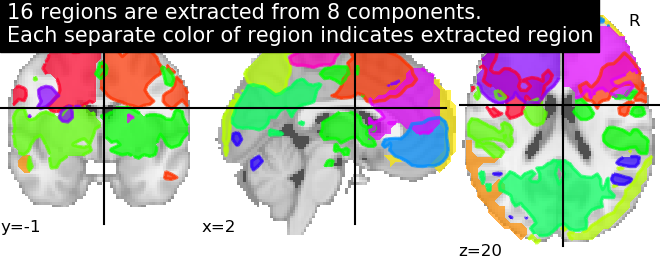 16 regions are extracted from 8 components.
Each separate color of region indicates extracted region
R
y=-1
x=2
z=20